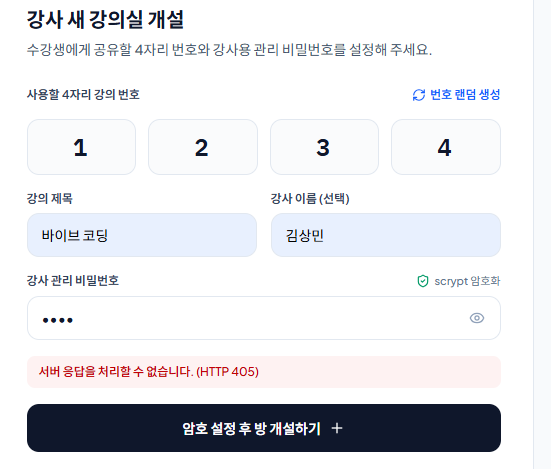 강사 새 강의실 개설
수강생에게 공유할 4자리 번호와 강사용 관리 비밀번호를 설정해 주세요.
사용할 4자리 강의 번호 번호 랜덤 생성
1 2 3 4
강의 제목 강사 이름 (선택)
바이브 코딩 김상민
강사 관리 비밀번호 scrypt 암호화
••••
서버 응답을 처리할 수 없습니다. (HTTP 405)
암호 설정 후 방 개설하기 +